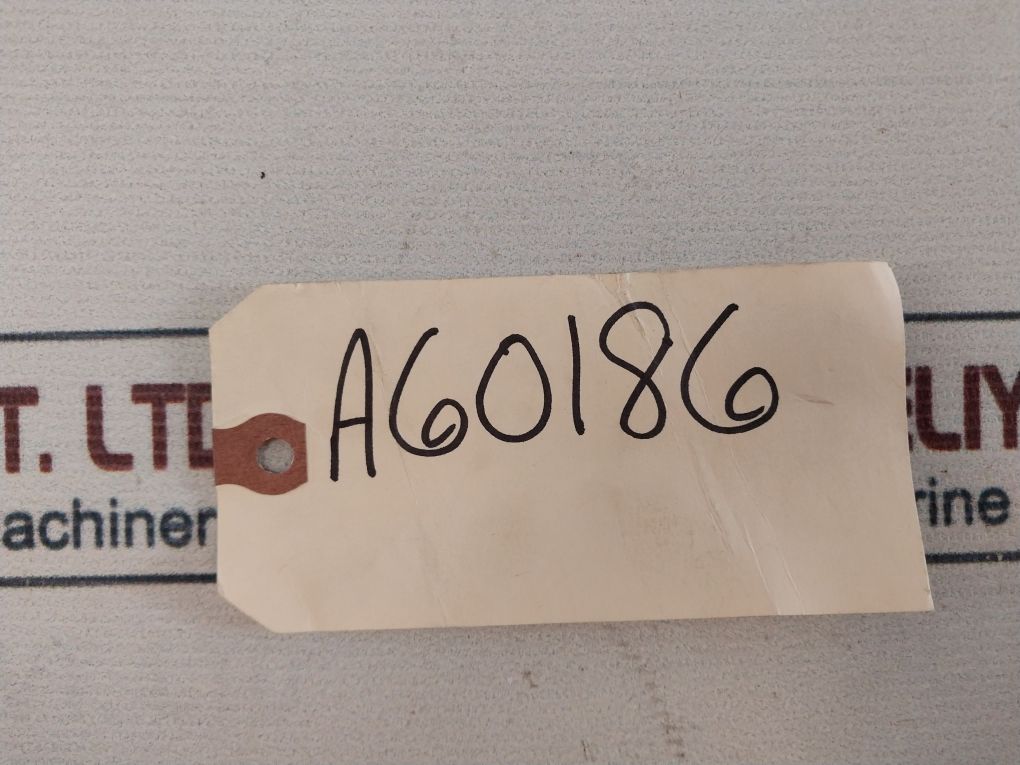 A60186
T. LTD
achiner
rine